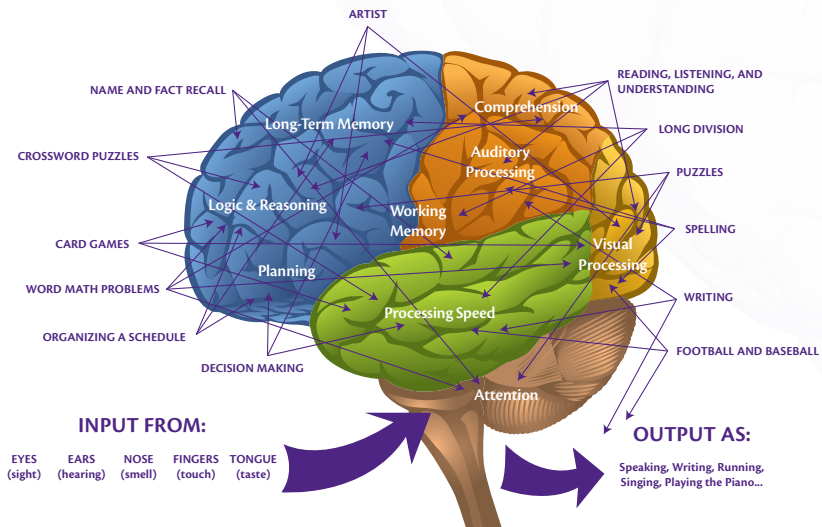 ARTIST
NAME AND FACT RECALL
CROSSWORD PUZZLES
CARD GAMES
WORD MATH PROBLEMS
ORGANIZING A SCHEDULE
DECISION MAKING
Long-Term Memory
Logic & Reasoning
Planning
Comprehension
Auditory
Processing
Working
Memory
Visual
Processing
Processing Speed
Attention
READING, LISTENING, AND
UNDERSTANDING
LONG DIVISION
PUZZLES
SPELLING
WRITING
FOOTBALL AND BASEBALL
INPUT FROM:
EYES
(sight)
EARS
(hearing)
NOSE
(smell)
FINGERS
(touch)
TONGUE
(taste)
OUTPUT AS:
Speaking, Writing, Running,
Singing, Playing the Piano...